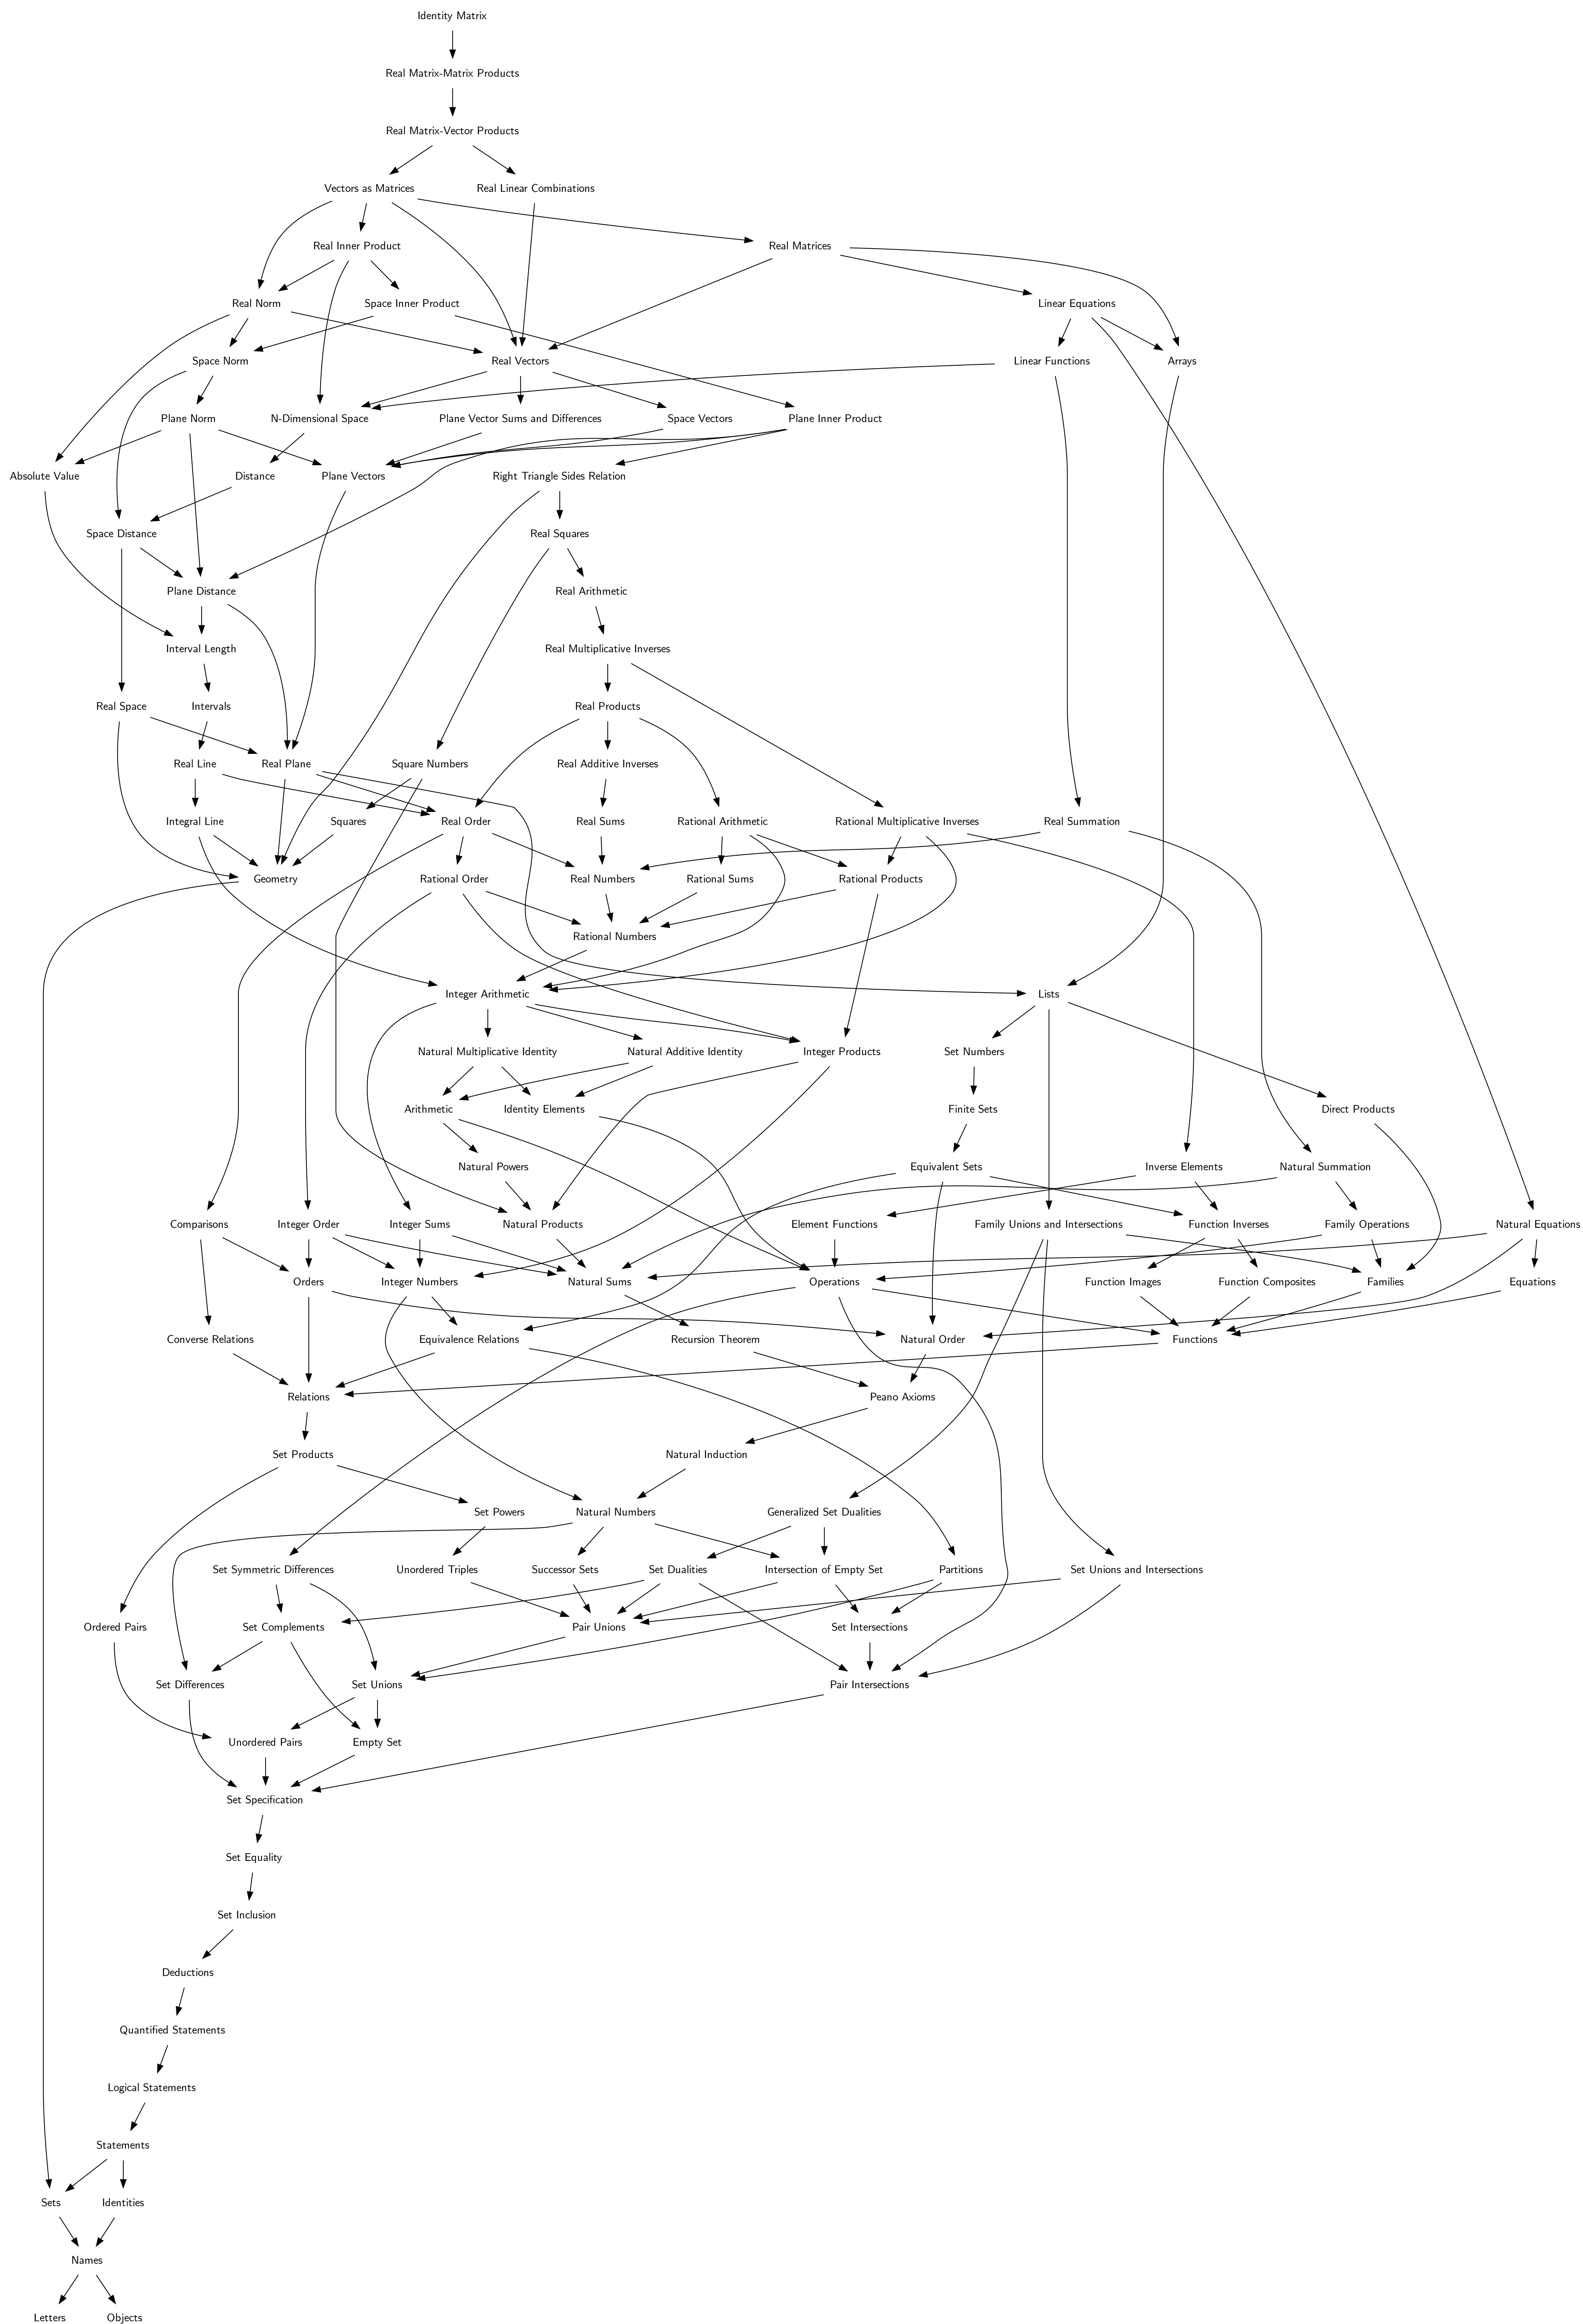 Identity Matrix
Real Matrix-Matrix Products
Real Matrix-Vector Products
Vectors as Matrices
Real Linear Combinations
Real Inner Product
Real Matrices
Real Norm
Space Inner Product
Linear Equations
Space Norm
Real Vectors
Linear Functions
Arrays
Plane Norm
N-Dimensional Space
Plane Vector Sums and Differences
Space Vectors
Plane Inner Product
Absolute Value
Distance
Plane Vectors
Right Triangle Sides Relation
Space Distance
Real Squares
Plane Distance
Real Arithmetic
Interval Length
Real Multiplicative Inverses
Real Space
Intervals
Real Products
Real Line
Real Plane
Square Numbers
Real Additive Inverses
Integral Line
Squares
Real Order
Real Sums
Rational Arithmetic
Rational Multiplicative Inverses
Real Summation
Geometry
Rational Order
Real Numbers
Rational Sums
Rational Products
Rational Numbers
Integer Arithmetic
Lists
Natural Multiplicative Identity
Natural Additive Identity
Integer Products
Set Numbers
Arithmetic
Identity Elements
Finite Sets
Direct Products
Natural Powers
Equivalent Sets
Inverse Elements
Natural Summation
Comparisons
Integer Order
Integer Sums
Natural Products
Element Functions
Family Unions and Intersections
Function Inverses
Family Operations
Natural Equations
Orders
Integer Numbers
Natural Sums
Operations
Function Images
Function Composites
Families
Equations
Converse Relations
Equivalence Relations
Recursion Theorem
Natural Order
Functions
Relations
Peano Axioms
Set Products
Natural Induction
Set Powers
Natural Numbers
Generalized Set Dualities
Set Symmetric Differences
Unordered Triples
Successor Sets
Set Dualities
Intersection of Empty Set
Partitions
Set Unions and Intersections
Ordered Pairs
Set Complements
Pair Unions
Set Intersections
Set Differences
Set Unions
Pair Intersections
Unordered Pairs
Empty Set
Set Specification
Set Equality
Set Inclusion
Deductions
Quantified Statements
Logical Statements
Statements
Sets
Identities
Names
Letters
Objects